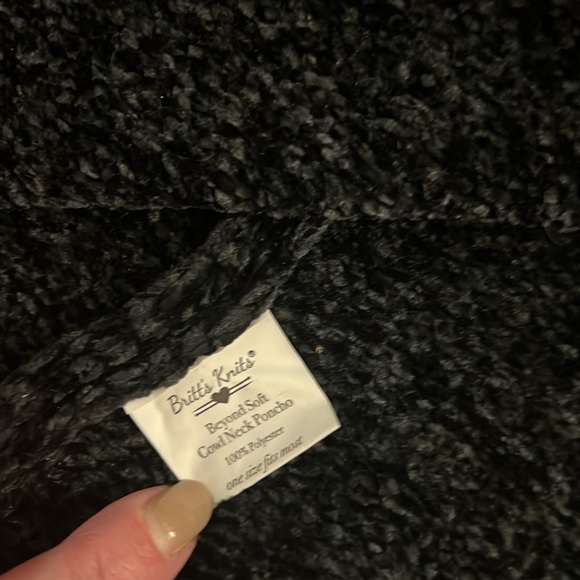 Britt's Knits®
Beyond Soft
Cowl Neck Poncho
100% Polyester
one size fits most